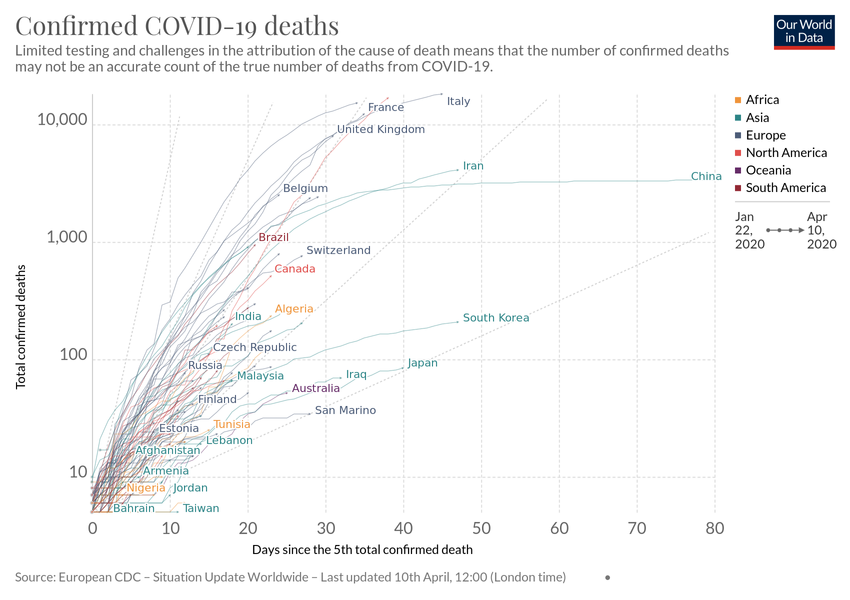 Confirmed COVID-19 deaths
Limited testing and challenges in the attribution of the cause of death means that the number of confirmed deaths
may not be an accurate count of the true number of deaths from COVID-19.
Our World
in Data
Total confirmed deaths
10,000
1,000
100
10
Italy
France
United Kingdom
Iran
China
Belgium
Brazil
Switzerland
Canada
Algeria
India
South Korea
Czech Republic
Russia
Malaysia
Iraq
Japan
Australia
Finland
San Marino
Estonia
Tunisia
Lebanon
Afghanistan
Armenia
Nigeria
Jordan
Bahrain
Taiwan
0
10
20
30
40
50
60
70
80
Days since the 5th total confirmed death
Africa
Asia
Europe
North America
Oceania
South America
Jan
22,
2020
Apr
10,
2020
Source: European CDC – Situation Update Worldwide – Last updated 10th April, 12:00 (London time)